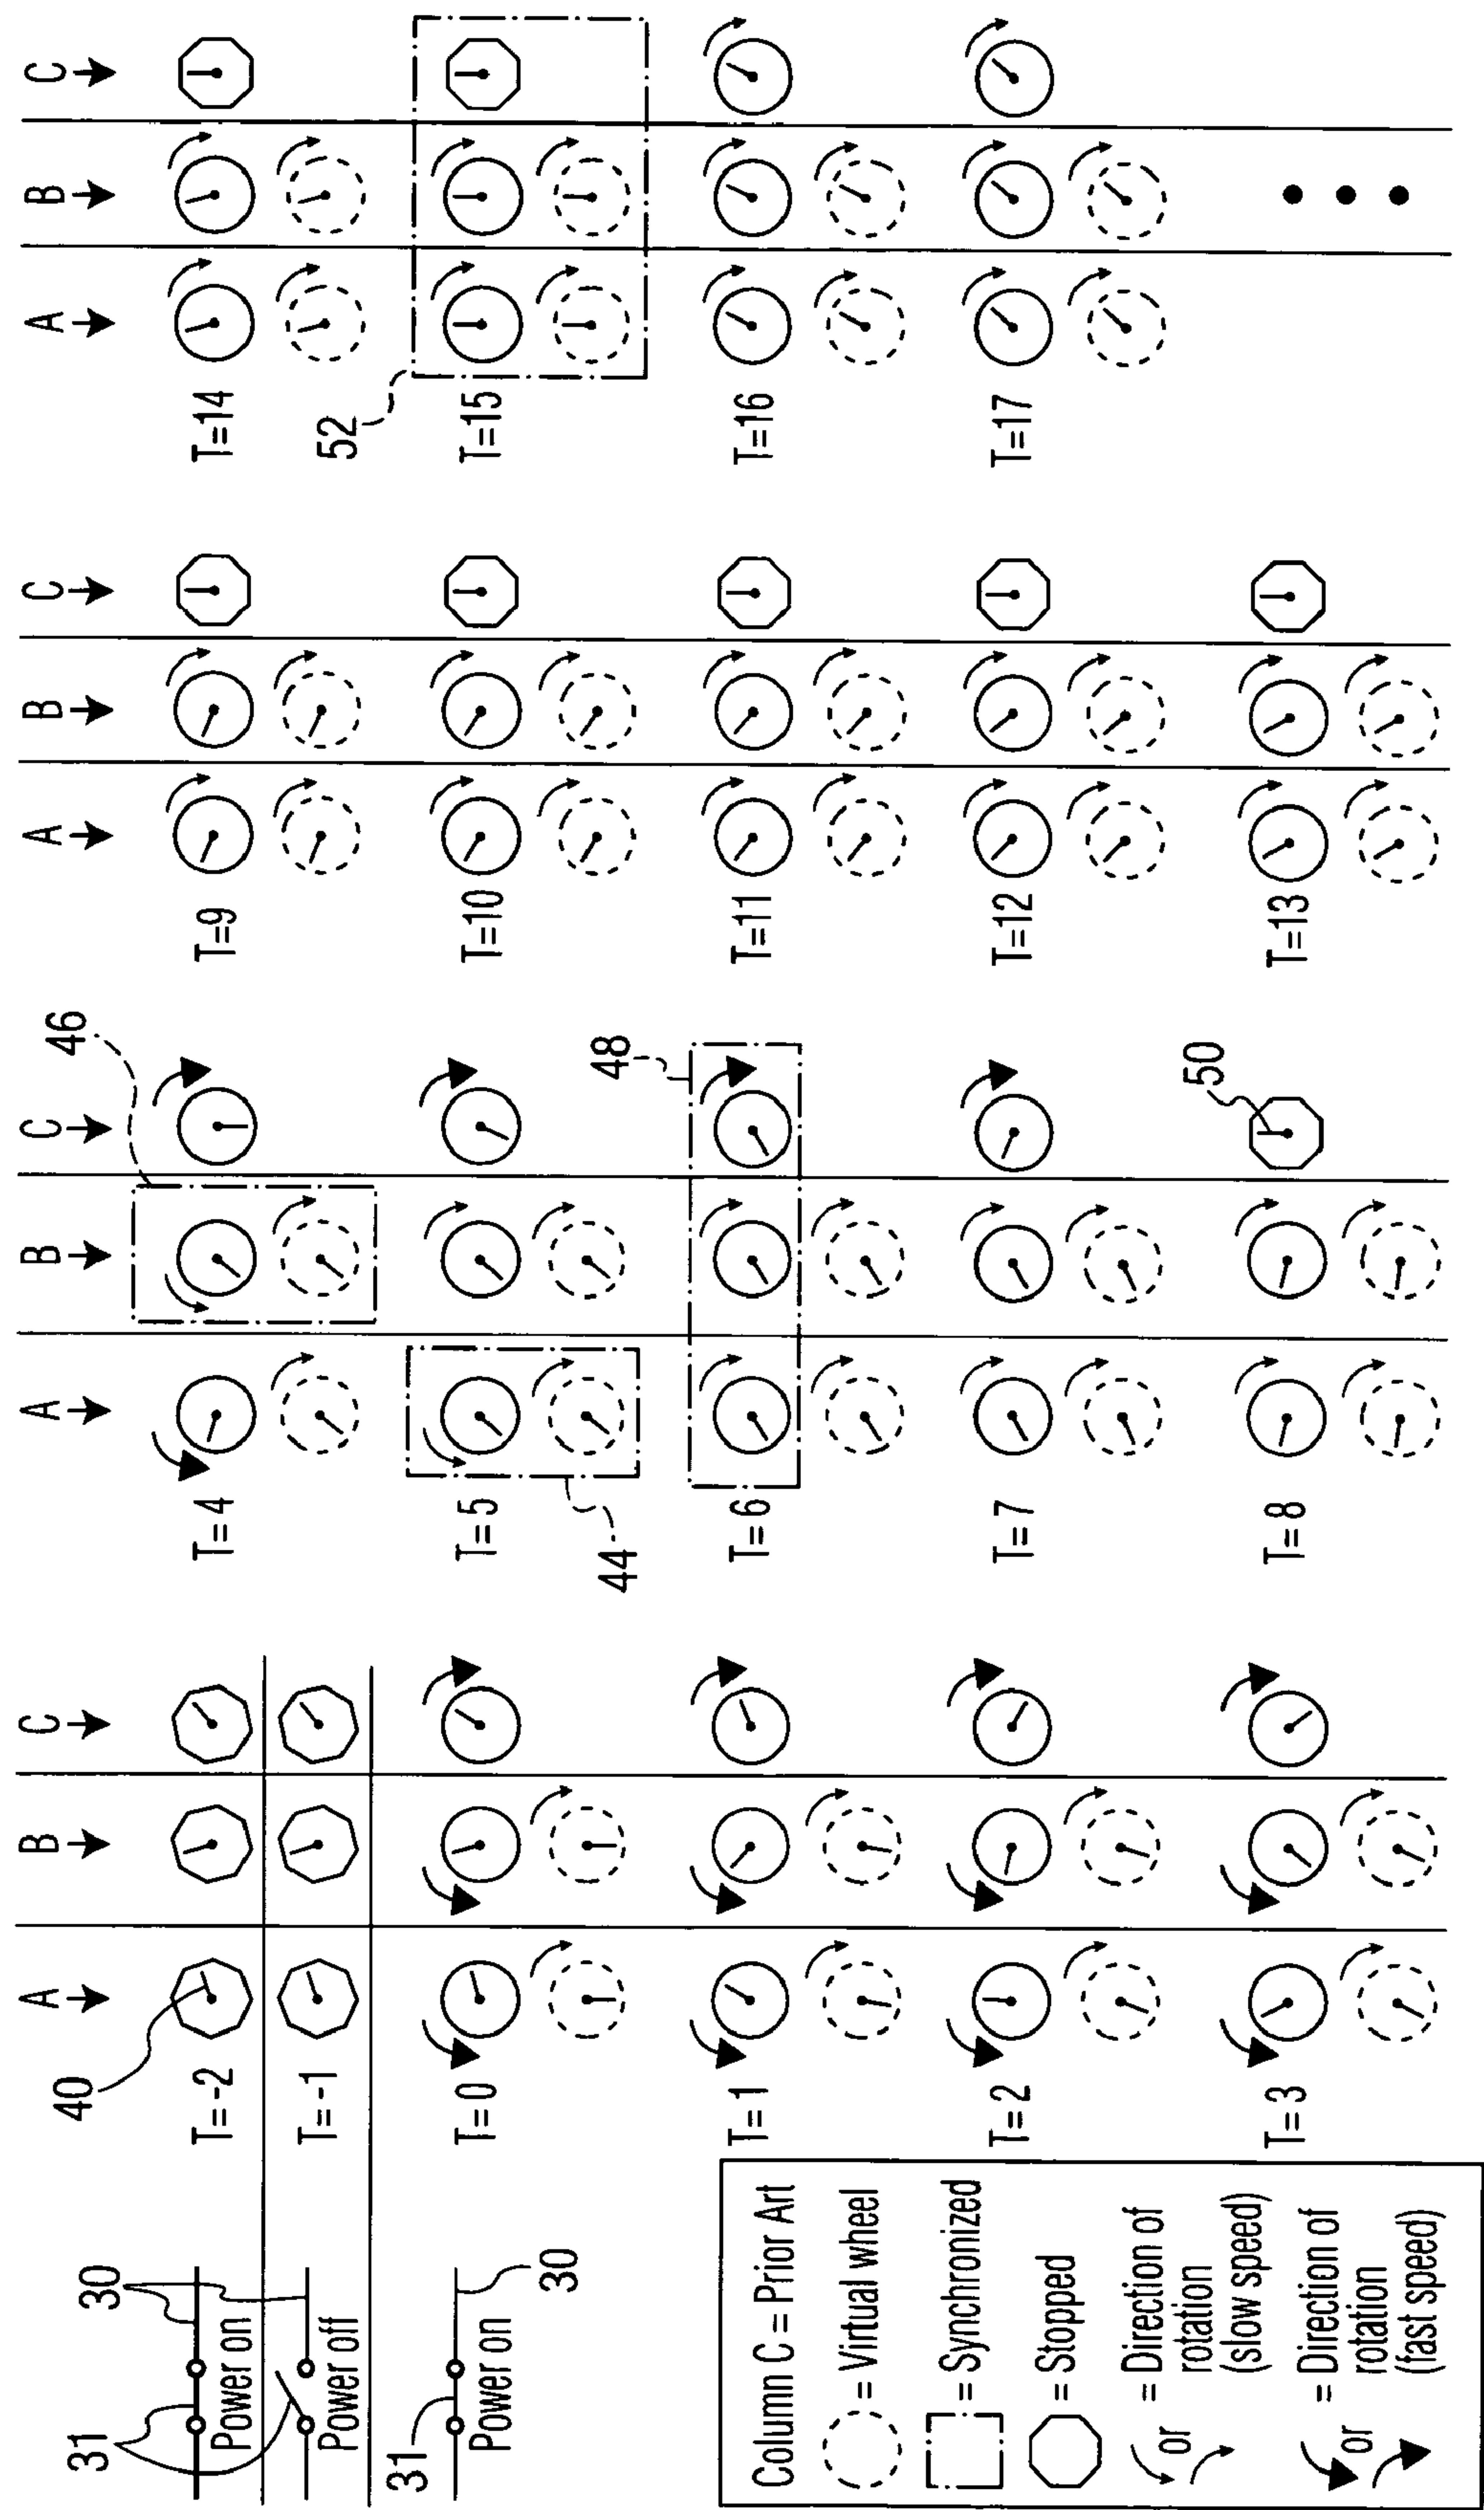 A B C
31 30 Power on T=-2 40
Power off T=-1
31 30 Power on T=0
T=1
T=2
T=3
Column C = Prior Art
= Virtual wheel
= Synchronized
= Stopped
or = Direction of
rotation
(slow speed)
or = Direction of
rotation
(fast speed)
A B C
46
T=4
T=5
44
48
T=6
T=7
50
T=8
A B C
T=9
T=10
T=11
T=12
T=13
A B C
T=14
52
T=15
T=16
T=17